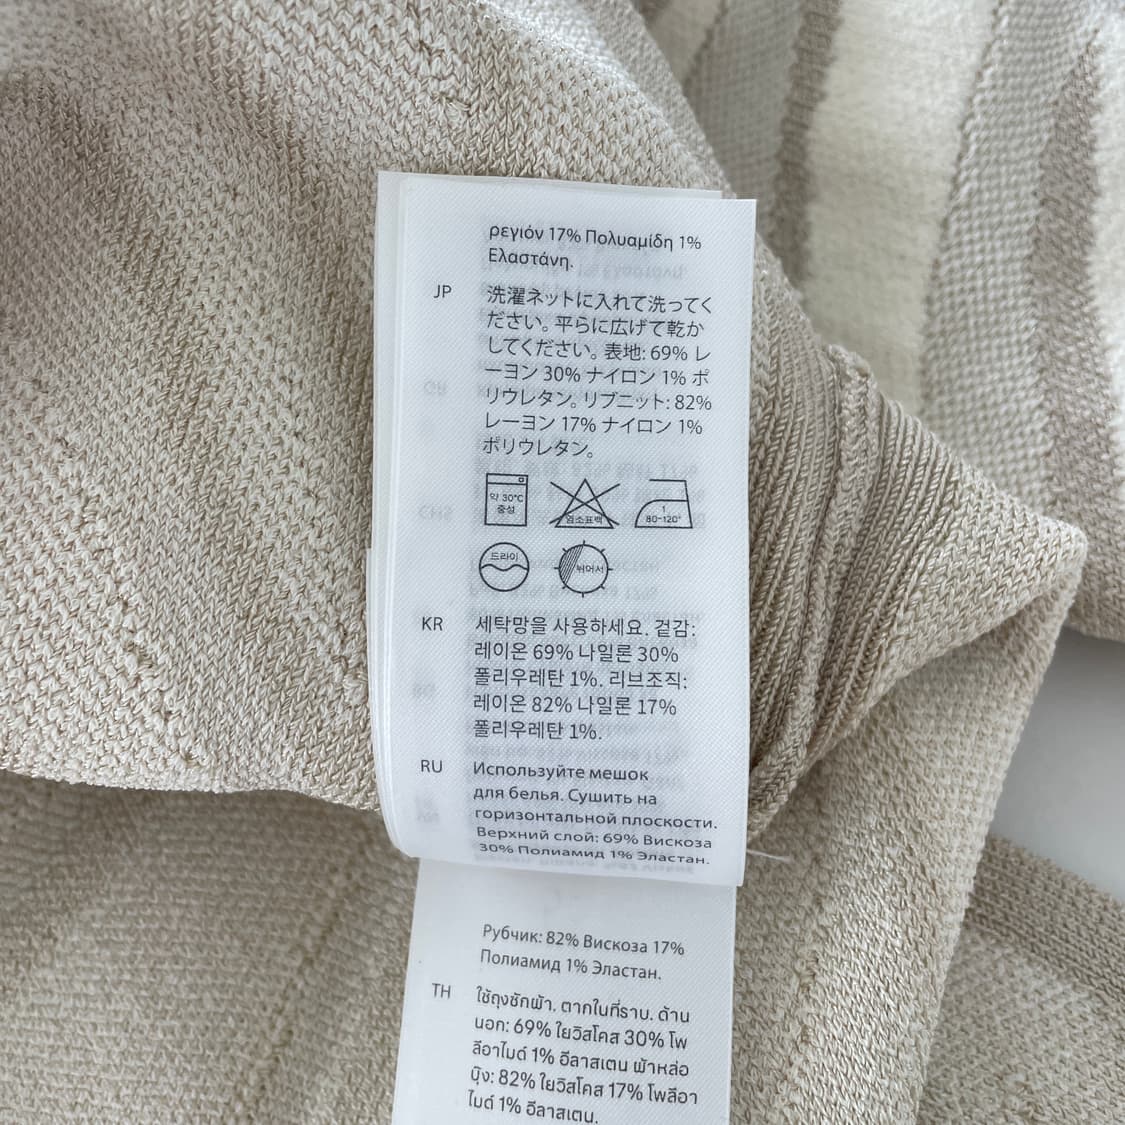 ρεγιόν 17% Πολυαμίδη 1%
Ελαστάνη.
JP 洗濯ネットに入れて洗ってく
ださい。平らに広げて乾か
してください。表地: 69% レ
ーヨン 30% ナイロン 1% ポ
リウレタン。リブニット: 82%
レーヨン 17% ナイロン 1%
ポリウレタン。
약 30°C
중성
염소표백
1
80-120°
드라이
뉘어서
KR 세탁망을 사용하세요. 겉감:
레이온 69% 나일론 30%
폴리우레탄 1%. 리브조직:
레이온 82% 나일론 17%
폴리우레탄 1%.
RU Используйте мешок
для белья. Сушить на
горизонтальной плоскости.
Верхний слой: 69% Вискоза
30% Полиамид 1% Эластан.
Рубчик: 82% Вискоза 17%
Полиамид 1% Эластан.
TH ใช้ถุงซักผ้า. ตากในที่ราบ. ด้าน
นอก: 69% ใยวิสโคส 30% โพ
ลีอาไมด์ 1% อีลาสเตน ผ้าหล่อ
บุ๊ง: 82% ใยวิสโคส 17% โพลีอา
ไมด์ 1% อีลาสเตน.